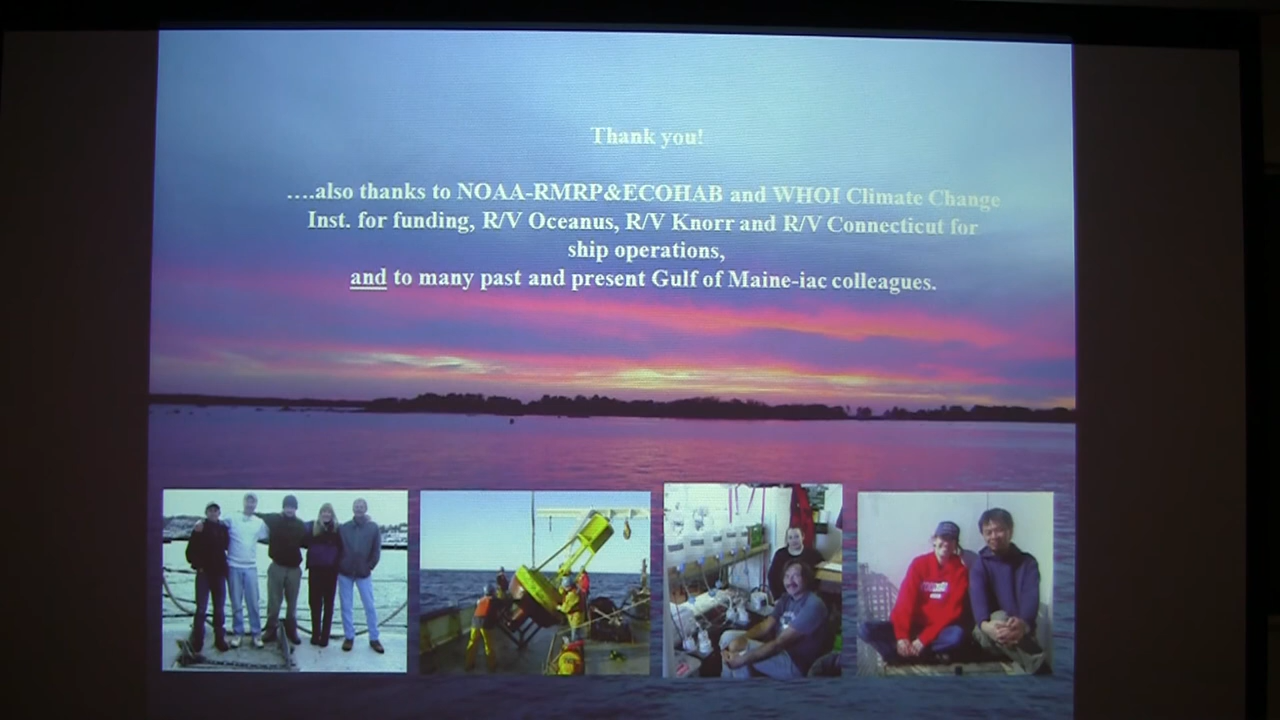 Thank you!
….also thanks to NOAA-RMRP&ECOHAB and WHOI Climate Change
Inst. for funding, R/V Oceanus, R/V Knorr and R/V Connecticut for
ship operations,
and to many past and present Gulf of Maine-iac colleagues.